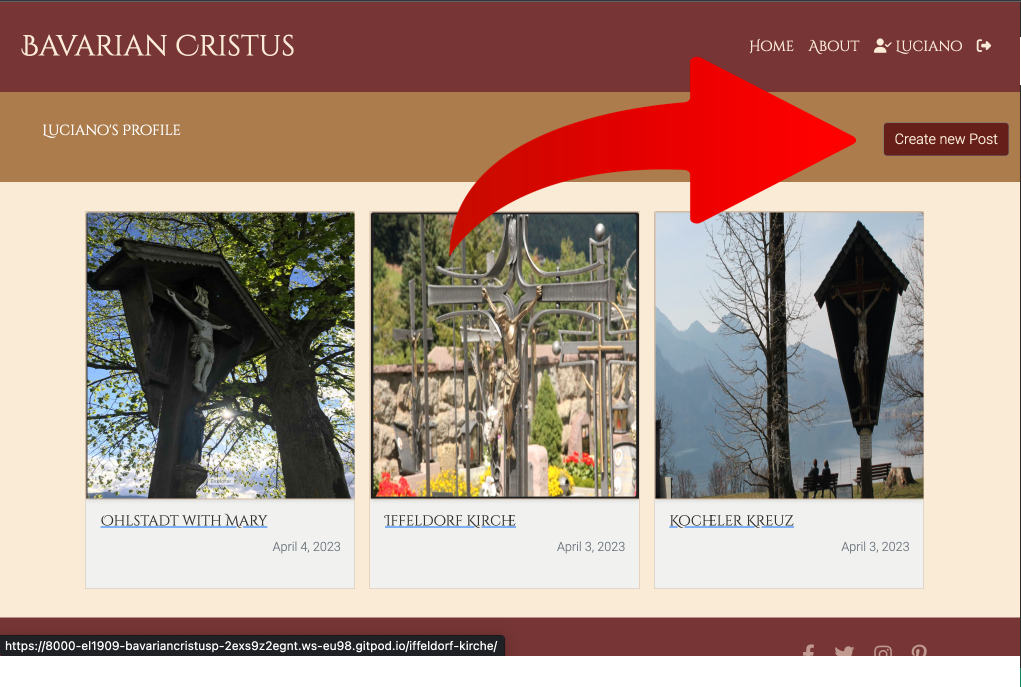 Bavarian Cristus
Home About Luciano
Luciano's Profile
Create new Post
Ohlstadt with Mary
April 4, 2023
Iffeldorf Kirche
April 3, 2023
Kocheler Kreuz
April 3, 2023
https://8000-el1909-bavariancristusp-2exs9z2egnt.ws-eu98.gitpod.io/iffeldorf-kirche/